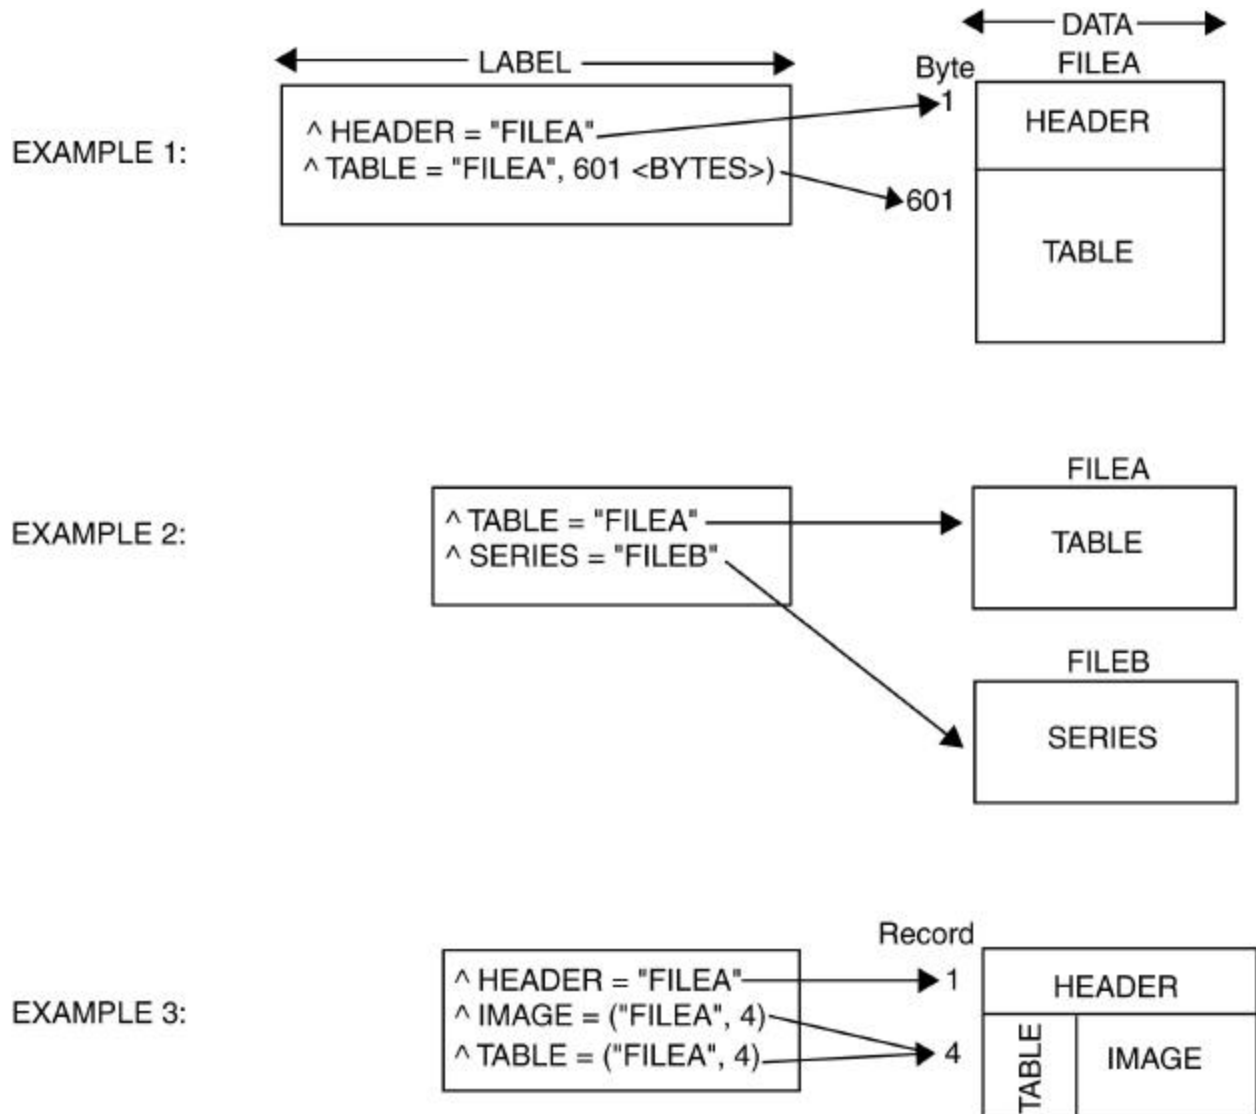 DATA
LABEL
Byte
FILEA
1
HEADER
^ HEADER = "FILEA"
EXAMPLE 1:
^ TABLE = "FILEA", 601 <BYTES>)
601
TABLE
FILEA
^ TABLE = "FILEA"
EXAMPLE 2:
^ SERIES = "FILEB"
TABLE
FILEB
SERIES
Record
^ HEADER = "FILEA"
1
HEADER
EXAMPLE 3:
^ IMAGE = ("FILEA", 4)
^ TABLE = ("FILEA", 4)
4
TABLE
IMAGE